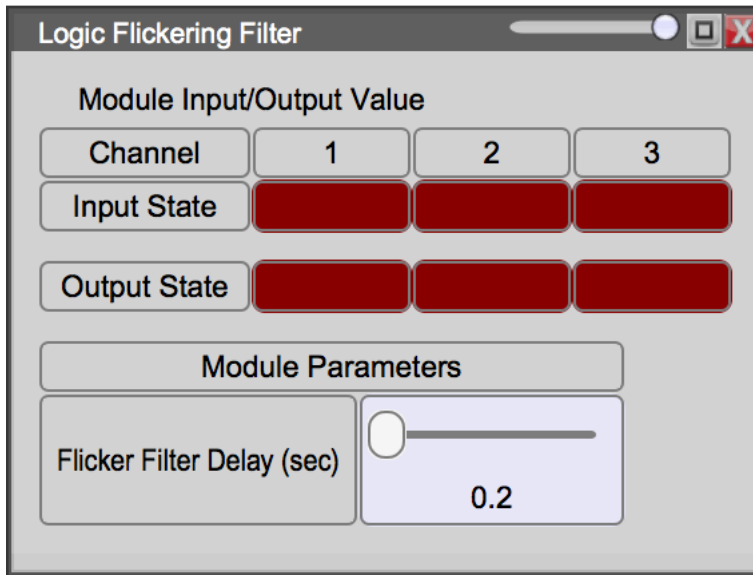 Logic Flickering Filter
X
Module Input/Output Value
Channel 1 2 3
Input State
Output State
Module Parameters
Flicker Filter Delay (sec)
0.2